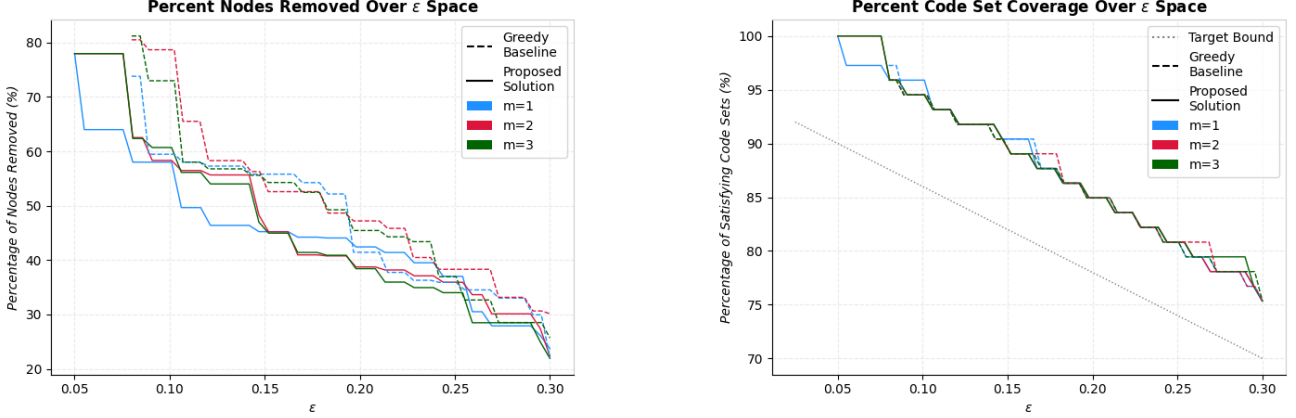 Percent Nodes Removed Over ε Space
Percentage of Nodes Removed (%)
80
70
60
50
40
30
20
0.05 0.10 0.15 0.20 0.25 0.30
ε
Greedy
Baseline
Proposed
Solution
m=1
m=2
m=3
Percent Code Set Coverage Over ε Space
Percentage of Satisfying Code Sets (%)
100
95
90
85
80
75
70
0.05 0.10 0.15 0.20 0.25 0.30
ε
Target Bound
Greedy
Baseline
Proposed
Solution
m=1
m=2
m=3